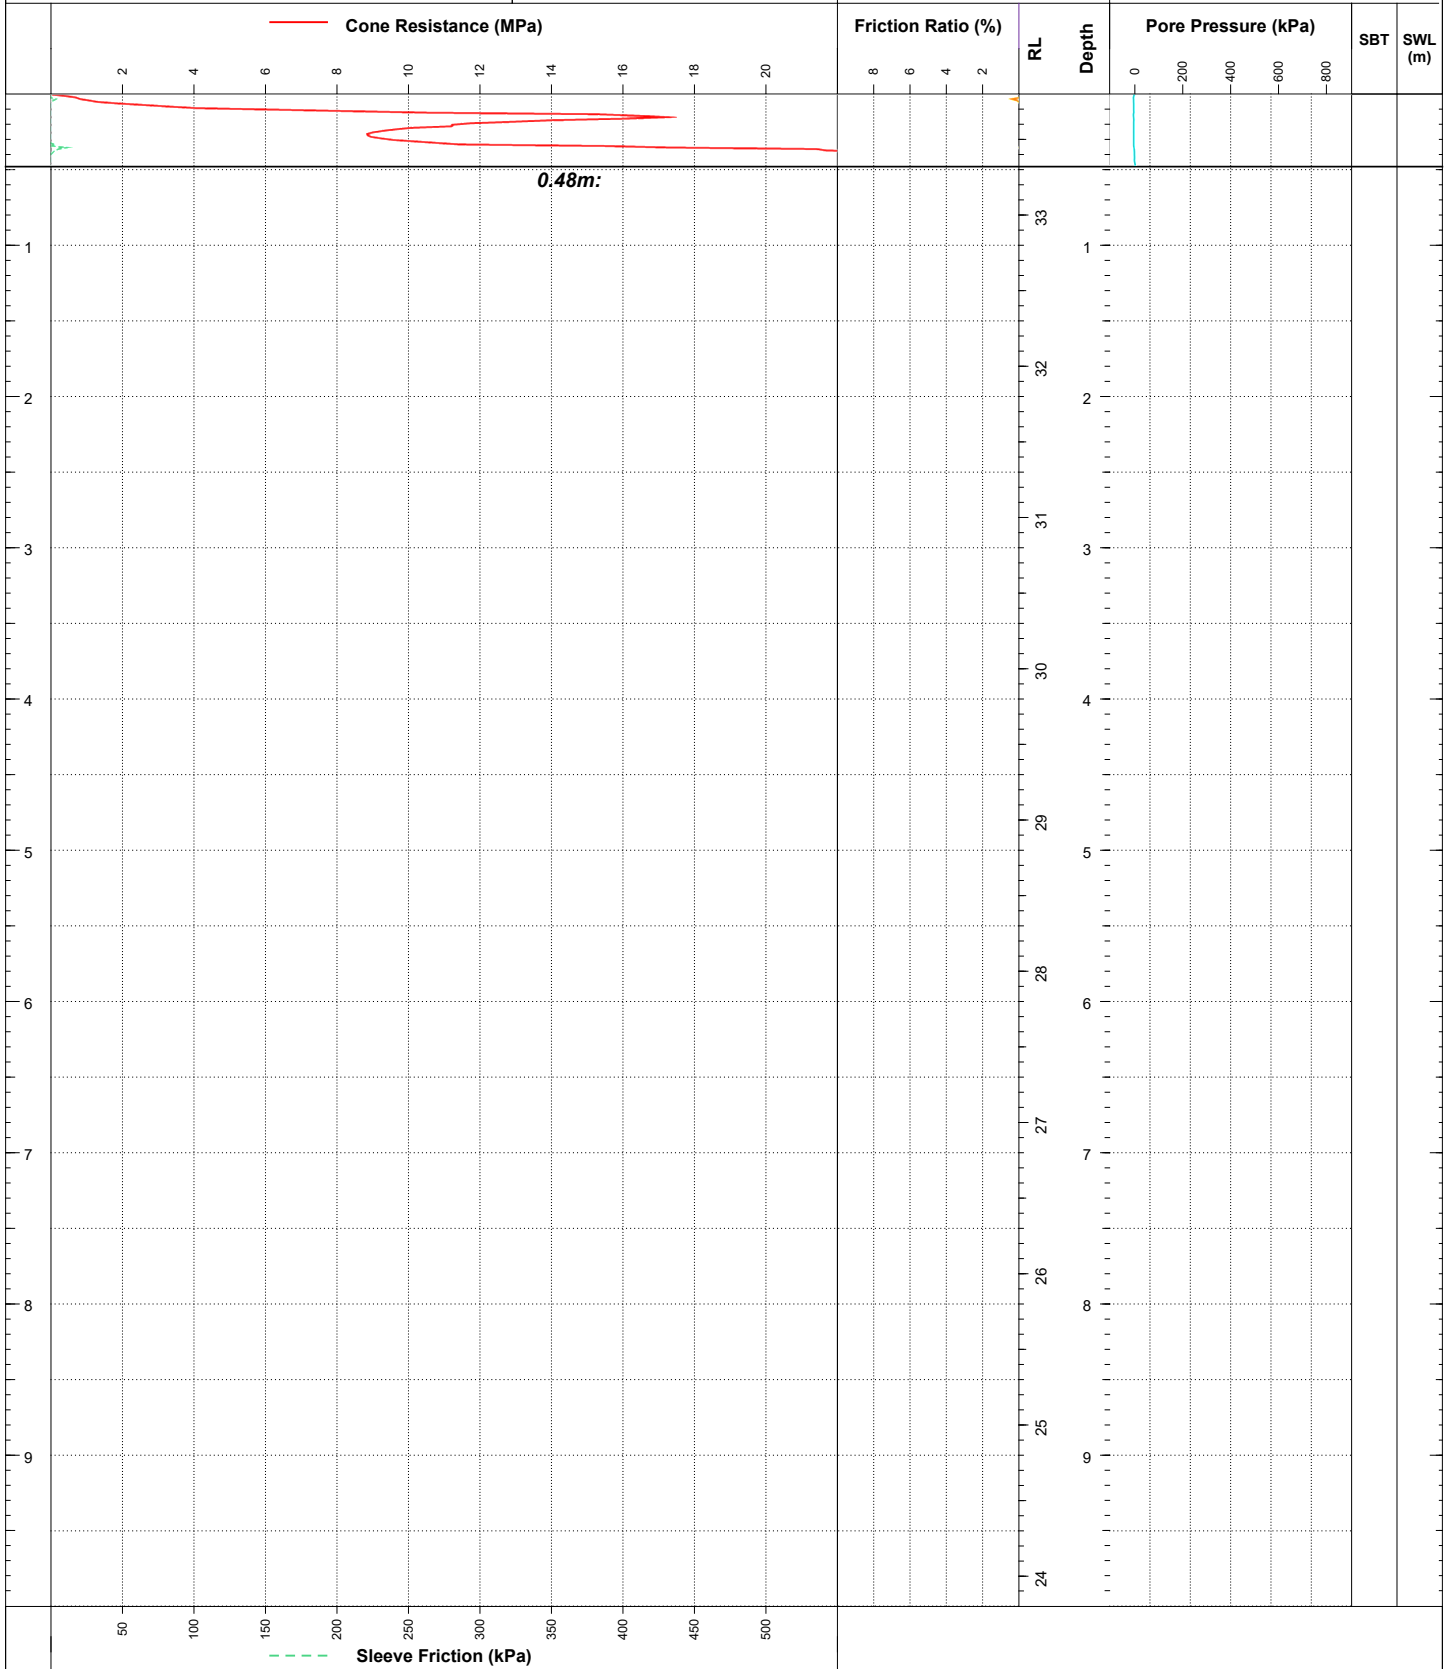 Cone Resistance (MPa)
Friction Ratio (%)
RL
Depth
Pore Pressure (kPa)
SBT
SWL
(m)
2 4 6 8 10 12 14 16 18 20
8 6 4 2
0 200 400 600 800
0.48m:
33
1 1
32
2 2
31
3 3
30
4 4
29
5 5
28
6 6
27
7 7
26
8 8
25
9 9
24
50 100 150 200 250 300 350 400 450 500
Sleeve Friction (kPa)